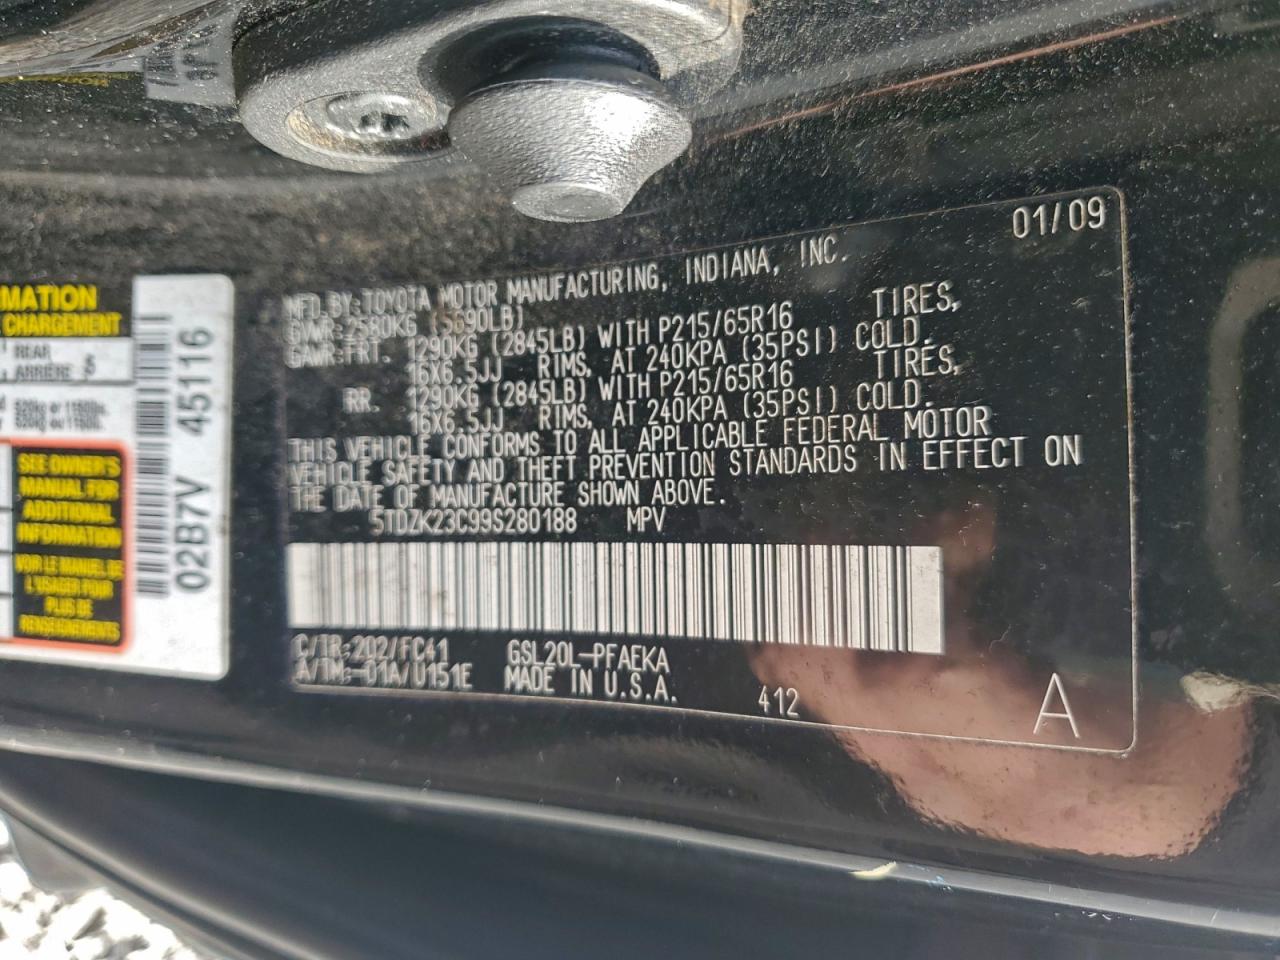 01/09
MFD.BY:TOYOTA MOTOR MANUFACTURING, INDIANA, INC.
GVWR:2580KG (5690LB)
GAWR:FRT. 1290KG (2845LB) WITH P215/65R16 TIRES,
16X6.5JJ RIMS, AT 240KPA (35PSI) COLD.
RR. 1290KG (2845LB) WITH P215/65R16 TIRES,
16X6.5JJ RIMS, AT 240KPA (35PSI) COLD.
THIS VEHICLE CONFORMS TO ALL APPLICABLE FEDERAL MOTOR
VEHICLE SAFETY AND THEFT PREVENTION STANDARDS IN EFFECT ON
THE DATE OF MANUFACTURE SHOWN ABOVE.
5TDZK23C99S280188 MPV
C/TR:202/FC41 GSL20L-PFAEKA
A/TM:-01A/U151E MADE IN U.S.A.
412
A
02B7V 45116
MATION
CHARGEMENT
REAR
ARRIÈRE 5
SEE OWNER'S
MANUAL FOR
ADDITIONAL
INFORMATION
VOIR LE MANUEL DE
L'USAGER POUR
PLUS DE
RENSEIGNEMENTS